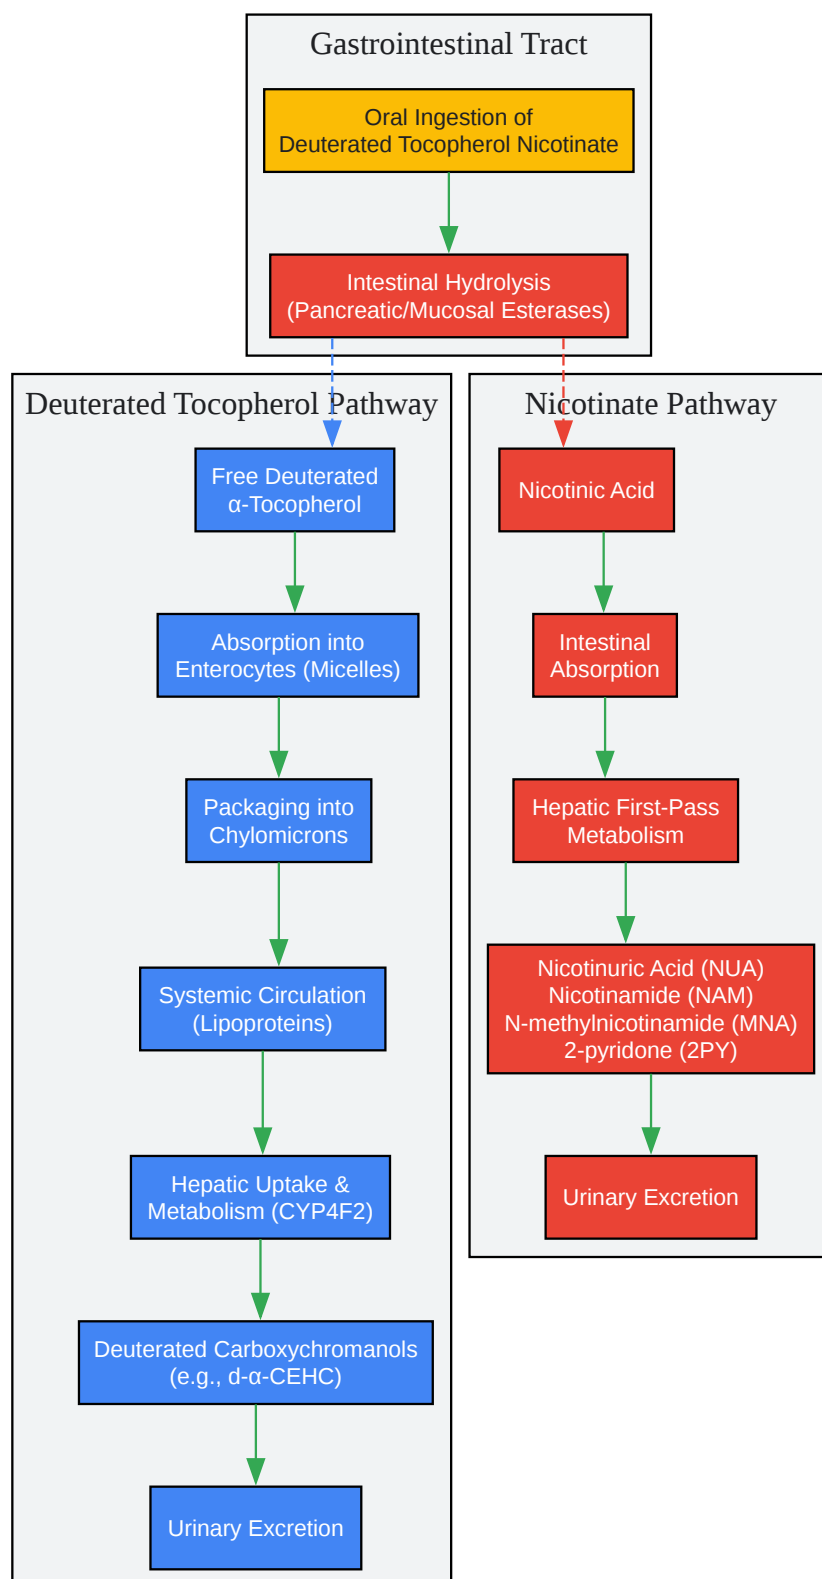 Gastrointestinal Tract
Oral Ingestion of
Deuterated Tocopherol Nicotinate
Intestinal Hydrolysis
(Pancreatic/Mucosal Esterases)
Deuterated Tocopherol Pathway
Free Deuterated
α-Tocopherol
Absorption into
Enterocytes (Micelles)
Packaging into
Chylomicrons
Systemic Circulation
(Lipoproteins)
Hepatic Uptake &
Metabolism (CYP4F2)
Deuterated Carboxychromanols
(e.g., d-α-CEHC)
Urinary Excretion
Nicotinate Pathway
Nicotinic Acid
Intestinal
Absorption
Hepatic First-Pass
Metabolism
Nicotinuric Acid (NUA)
Nicotinamide (NAM)
N-methylnicotinamide (MNA)
2-pyridone (2PY)
Urinary Excretion